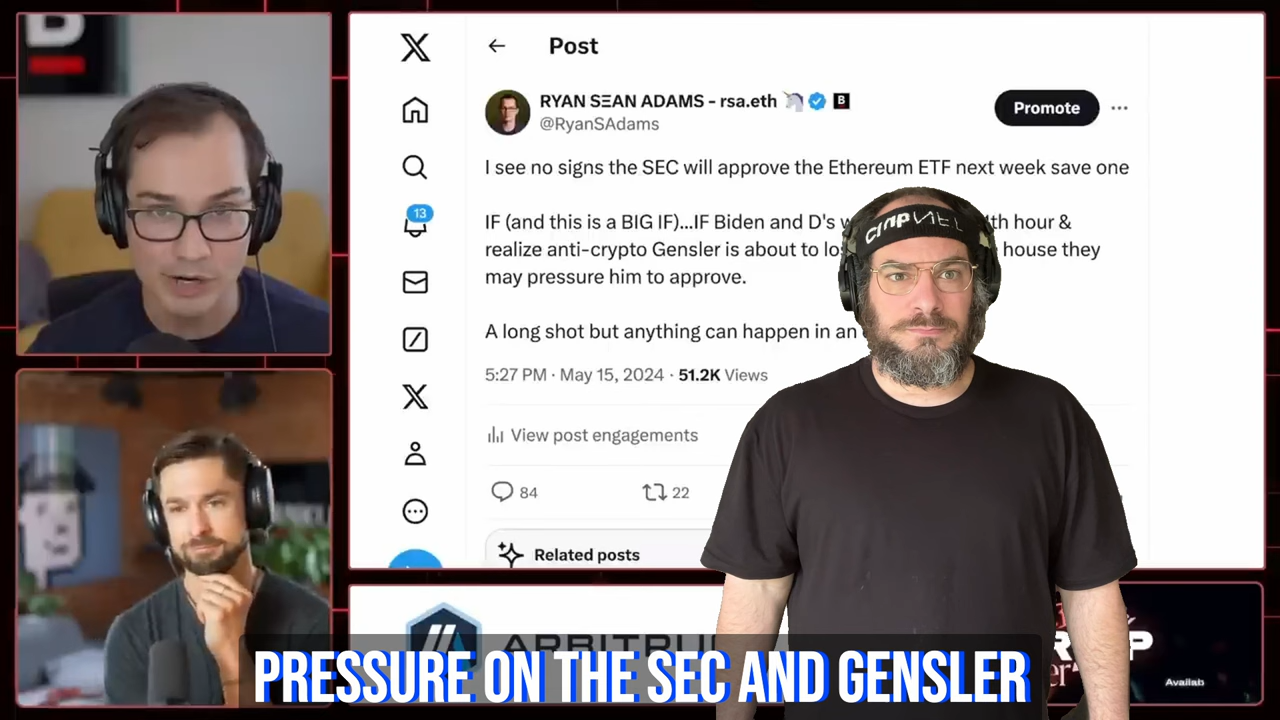 B
Post
RYAN SΞAN ADAMS - rsa.eth
B
@RyanSAdams
Promote
I see no signs the SEC will approve the Ethereum ETF next week save one
13
IF (and this is a BIG IF)...IF Biden and D's hour &
realize anti-crypto Gensler is about to house they
may pressure him to approve.
A long shot but anything can happen in an
5:27 PM · May 15, 2024 · 51.2K Views
View post engagements
84
22
Related posts
ARBITRU
Availab
PRESSURE ON THE SEC AND GENSLER